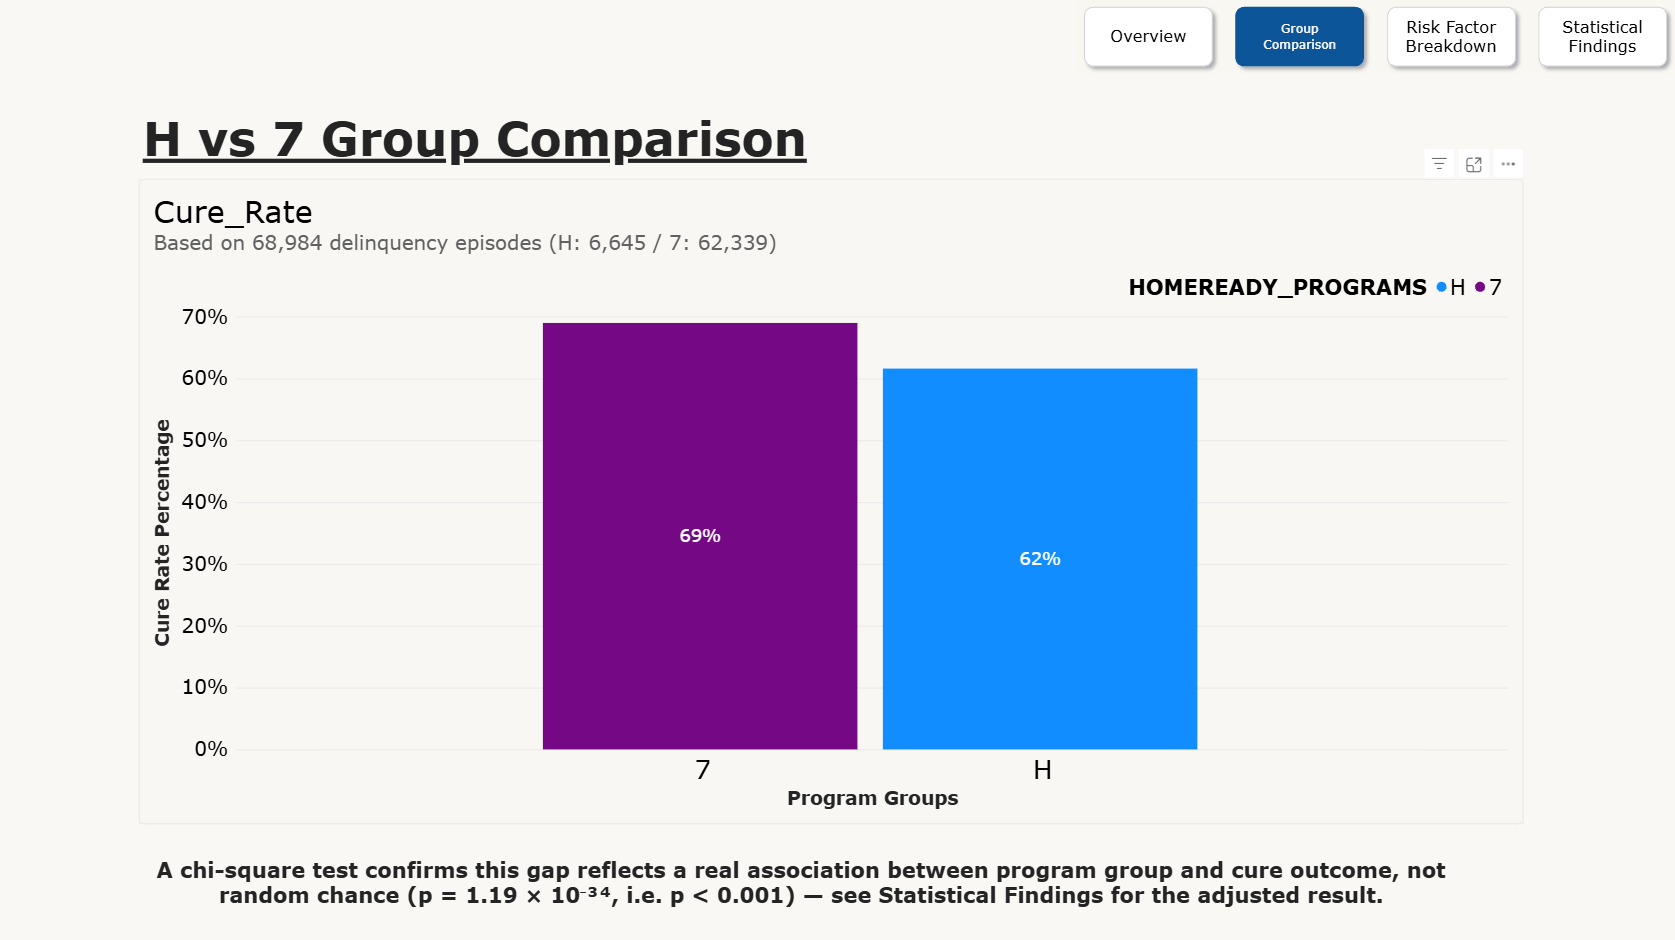 Overview
Group
Comparison
Risk Factor
Breakdown
Statistical
Findings
H vs 7 Group Comparison
Cure_Rate
Based on 68,984 delinquency episodes (H: 6,645 / 7: 62,339)
HOMEREADY_PROGRAMS H 7
Cure Rate Percentage
70%
60%
50%
40%
30%
20%
10%
0%
69%
62%
7
H
Program Groups
A chi-square test confirms this gap reflects a real association between program group and cure outcome, not
random chance (p = 1.19 × 10⁻³⁴, i.e. p < 0.001) — see Statistical Findings for the adjusted result.